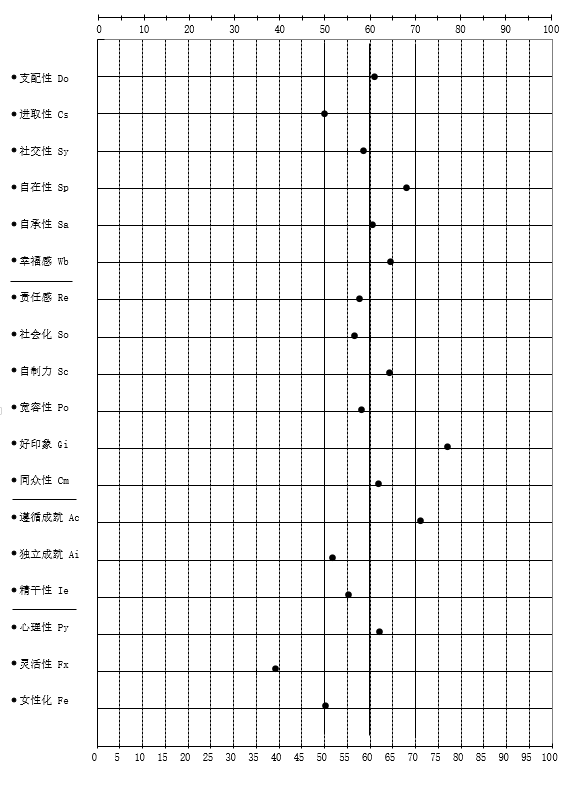 0 10 20 30 40 50 60 70 80 90 100
支配性 Do
进取性 Cs
社交性 Sy
自在性 Sp
自承性 Sa
幸福感 Wb
责任感 Re
社会化 So
自制力 Sc
宽容性 Po
好印象 Gi
同众性 Cm
遵循成就 Ac
独立成就 Ai
精干性 Ie
心理性 Py
灵活性 Fx
女性化 Fe
0 5 10 15 20 25 30 35 40 45 50 55 60 65 70 75 80 85 90 95 100